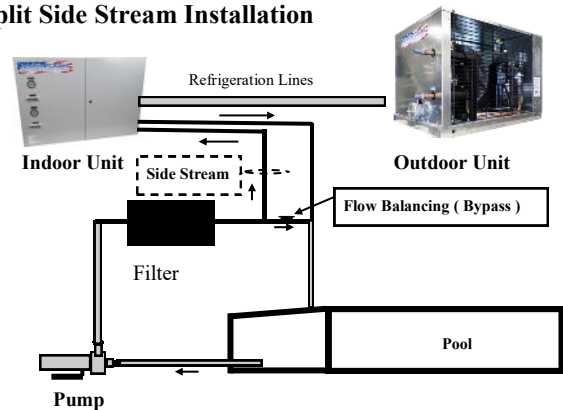 plit Side Stream Installation
Refrigeration Lines
Indoor Unit
Outdoor Unit
Side Stream
Flow Balancing ( Bypass )
Filter
Pool
Pump